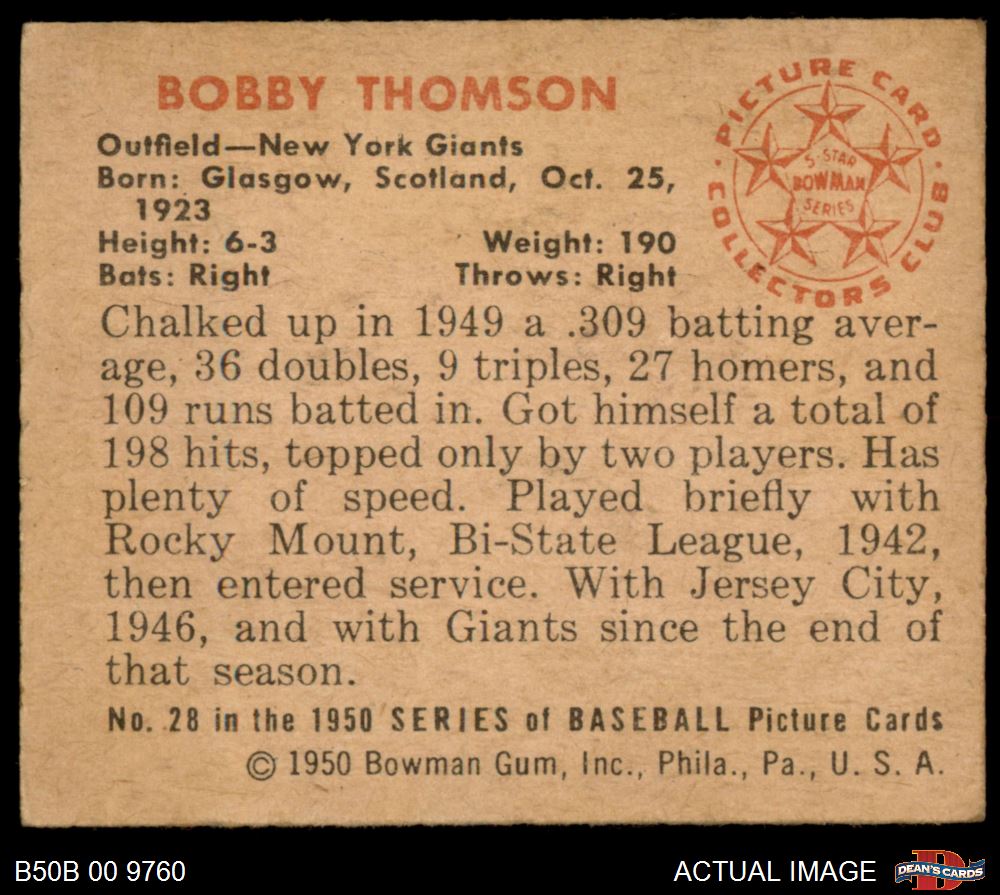 BOBBY THOMSON
Outfield—New York Giants
Born: Glasgow, Scotland, Oct. 25,
1923
Height: 6-3 Weight: 190
Bats: Right Throws: Right
PICTURE CARD
COLLECTORS CLUB
5-STAR
BOWMAN
SERIES
Chalked up in 1949 a .309 batting aver-
age, 36 doubles, 9 triples, 27 homers, and
109 runs batted in. Got himself a total of
198 hits, topped only by two players. Has
plenty of speed. Played briefly with
Rocky Mount, Bi-State League, 1942,
then entered service. With Jersey City,
1946, and with Giants since the end of
that season.
No. 28 in the 1950 SERIES of BASEBALL Picture Cards
© 1950 Bowman Gum, Inc., Phila., Pa., U. S. A.
B50B 00 9760
ACTUAL IMAGE
D
DEAN'S CARDS